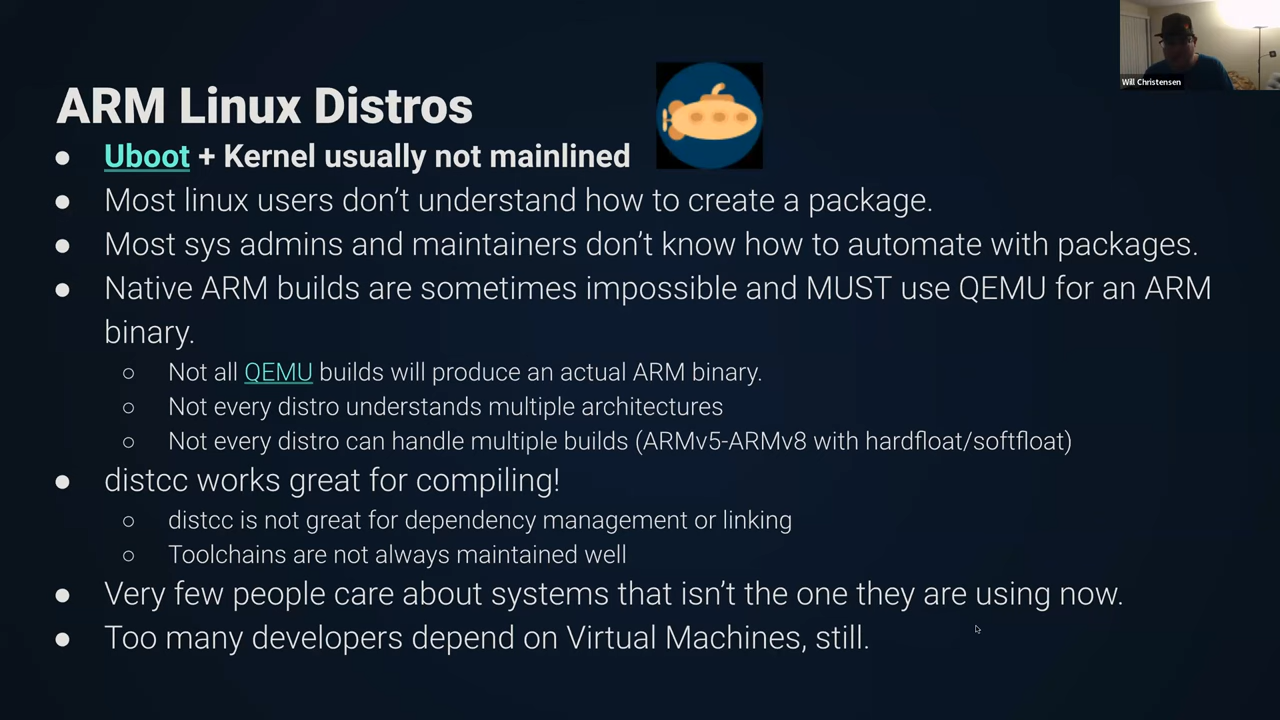 Will Christensen
ARM Linux Distros
● Uboot + Kernel usually not mainlined
● Most linux users don’t understand how to create a package.
● Most sys admins and maintainers don’t know how to automate with packages.
● Native ARM builds are sometimes impossible and MUST use QEMU for an ARM
binary.
○ Not all QEMU builds will produce an actual ARM binary.
○ Not every distro understands multiple architectures
○ Not every distro can handle multiple builds (ARMv5-ARMv8 with hardfloat/softfloat)
● distcc works great for compiling!
○ distcc is not great for dependency management or linking
○ Toolchains are not always maintained well
● Very few people care about systems that isn’t the one they are using now.
● Too many developers depend on Virtual Machines, still.